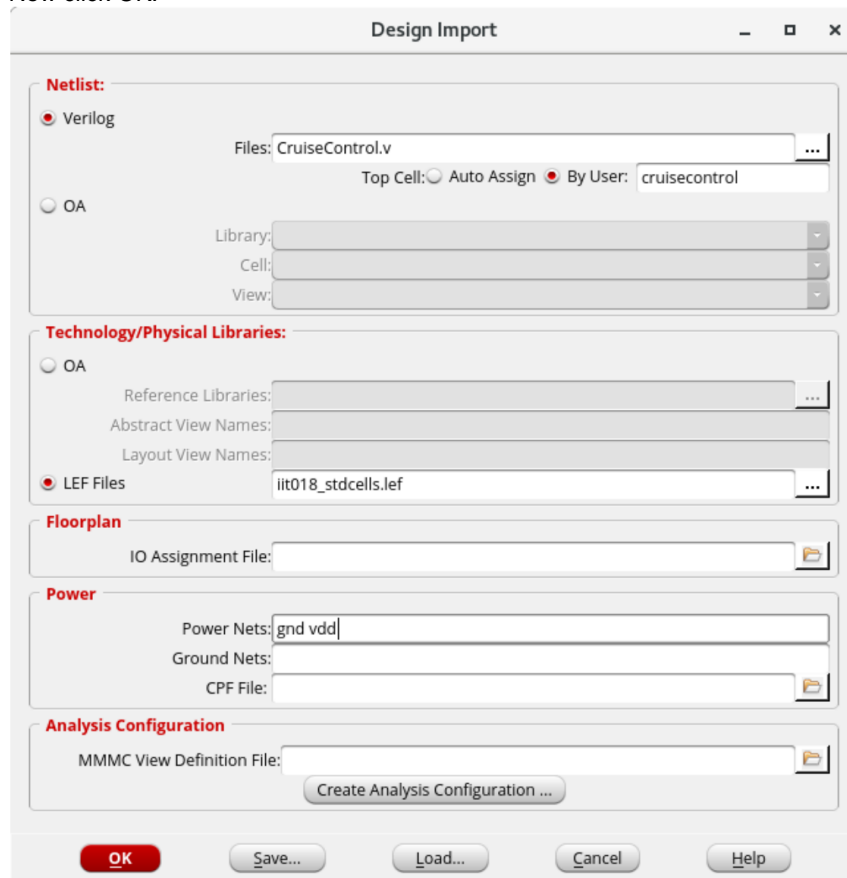 Design Import
Netlist:
Verilog
Files: CruiseControl.v ...
Top Cell: Auto Assign By User: cruisecontrol
OA
Library:
Cell:
View:
Technology/Physical Libraries:
OA
Reference Libraries: ...
Abstract View Names:
Layout View Names:
LEF Files iit018_stdcells.lef ...
Floorplan
IO Assignment File:
Power
Power Nets: gnd vdd
Ground Nets:
CPF File:
Analysis Configuration
MMMC View Definition File:
Create Analysis Configuration ...
OK Save... Load... Cancel Help